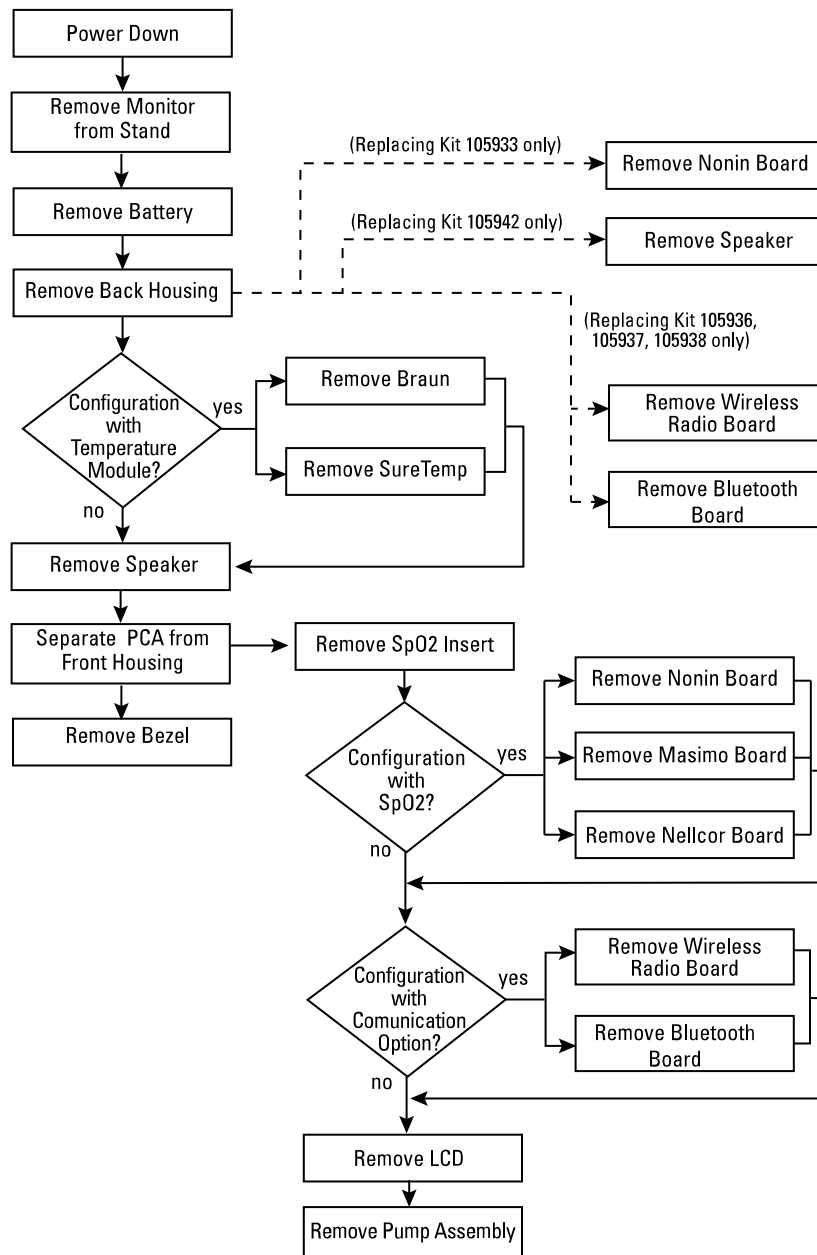 Power Down
Remove Monitor
from Stand
Remove Battery
Remove Back Housing
(Replacing Kit 105933 only)
Remove Nonin Board
(Replacing Kit 105942 only)
Remove Speaker
(Replacing Kit 105936,
105937, 105938 only)
Remove Wireless
Radio Board
Remove Bluetooth
Board
Configuration
with
Temperature
Module?
yes
Remove Braun
Remove SureTemp
no
Remove Speaker
Separate PCA from
Front Housing
Remove Bezel
Remove SpO2 Insert
Configuration
with
SpO2?
yes
Remove Nonin Board
Remove Masimo Board
Remove Nellcor Board
no
Configuration
with
Comunication
Option?
yes
Remove Wireless
Radio Board
Remove Bluetooth
Board
no
Remove LCD
Remove Pump Assembly